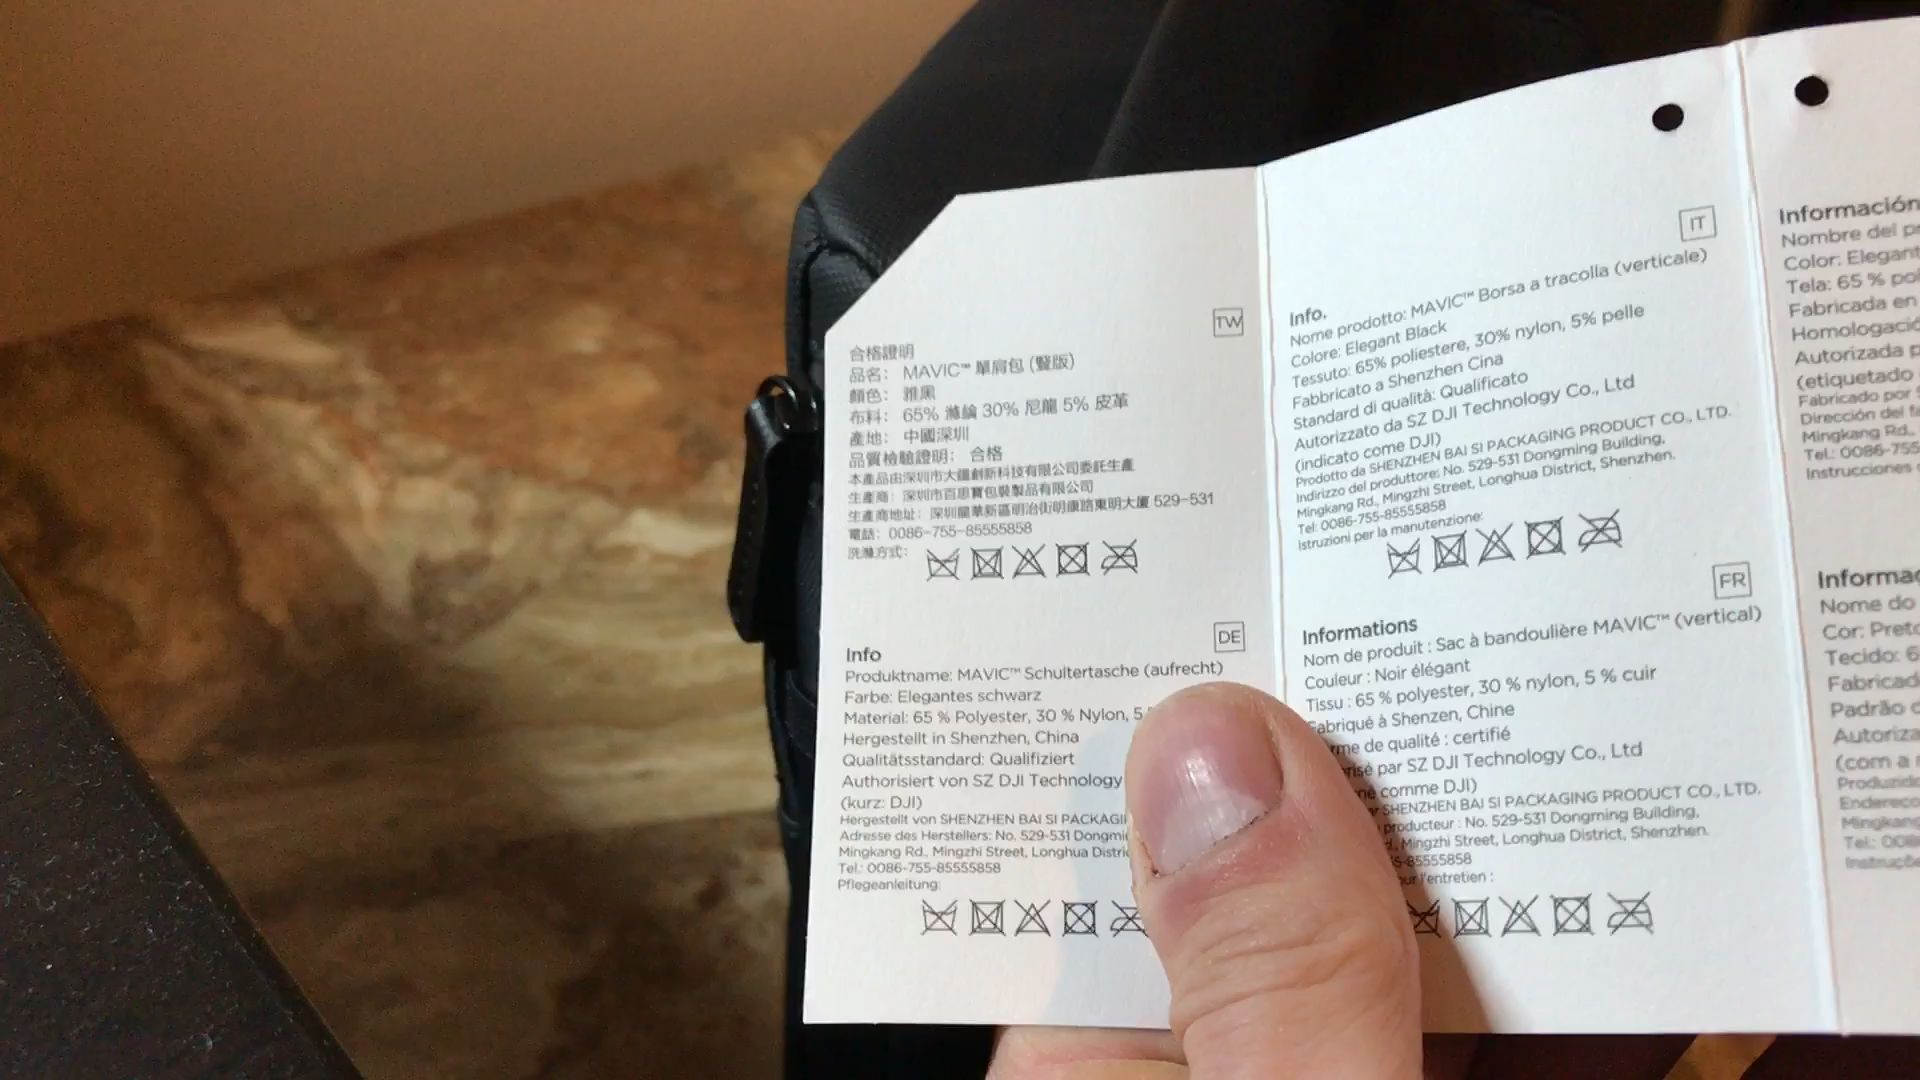 TW
合格證明
品名: MAVIC™ 單肩包 (豎版)
顏色: 雅黑
布料: 65% 滌綸 30% 尼龍 5% 皮革
產地: 中國深圳
品質檢驗證明: 合格
本產品由深圳市大疆創新科技有限公司委託生產
生產商: 深圳市百思寶包裝製品有限公司
生產商地址: 深圳龍華新區明治街明康路東明大廈 529-531
電話: 0086-755-85555858
洗滌方式:
DE
Info
Produktname: MAVIC™ Schultertasche (aufrecht)
Farbe: Elegantes schwarz
Material: 65 % Polyester, 30 % Nylon, 5
Hergestellt in Shenzhen, China
Qualitätsstandard: Qualifiziert
Authorisiert von SZ DJI Technology
(kurz: DJI)
Hergestellt von SHENZHEN BAI SI PACKAGI
Adresse des Herstellers: No. 529-531 Dongmi
Mingkang Rd., Mingzhi Street, Longhua Distri
Tel.: 0086-755-85555858
Pflegeanleitung:
IT
Info.
Nome prodotto: MAVIC™ Borsa a tracolla (verticale)
Colore: Elegant Black
Tessuto: 65% poliestere, 30% nylon, 5% pelle
Fabbricato a Shenzhen Cina
Standard di qualità: Qualificato
Autorizzato da SZ DJI Technology Co., Ltd
(indicato come DJI)
Prodotto da SHENZHEN BAI SI PACKAGING PRODUCT CO., LTD.
Indirizzo del produttore: No. 529-531 Dongming Building,
Mingkang Rd., Mingzhi Street, Longhua District, Shenzhen.
Tel: 0086-755-85555858
Istruzioni per la manutenzione:
FR
Informations
Nom de produit : Sac à bandoulière MAVIC™ (vertical)
Couleur : Noir élégant
Tissu : 65 % polyester, 30 % nylon, 5 % cuir
Fabriqué à Shenzen, Chine
me de qualité : certifié
isé par SZ DJI Technology Co., Ltd
né comme DJI)
SHENZHEN BAI SI PACKAGING PRODUCT CO., LTD.
producteur : No. 529-531 Dongming Building,
Mingzhi Street, Longhua District, Shenzhen.
5-85555858
ur l'entretien :
Información
Nombre del p
Color: Elegant
Tela: 65 % pol
Fabricada en
Homologació
Autorizada p
(etiquetado
Fabricado por
Dirección del fa
Mingkang Rd.,
Tel.: 0086-755
Instrucciones
Informac
Nome do
Cor: Preto
Tecido: 6
Fabricad
Padrão
Autoriza
(com a
Produzido
Endereço
Mingkang
Tel.: 008
Instruçõe